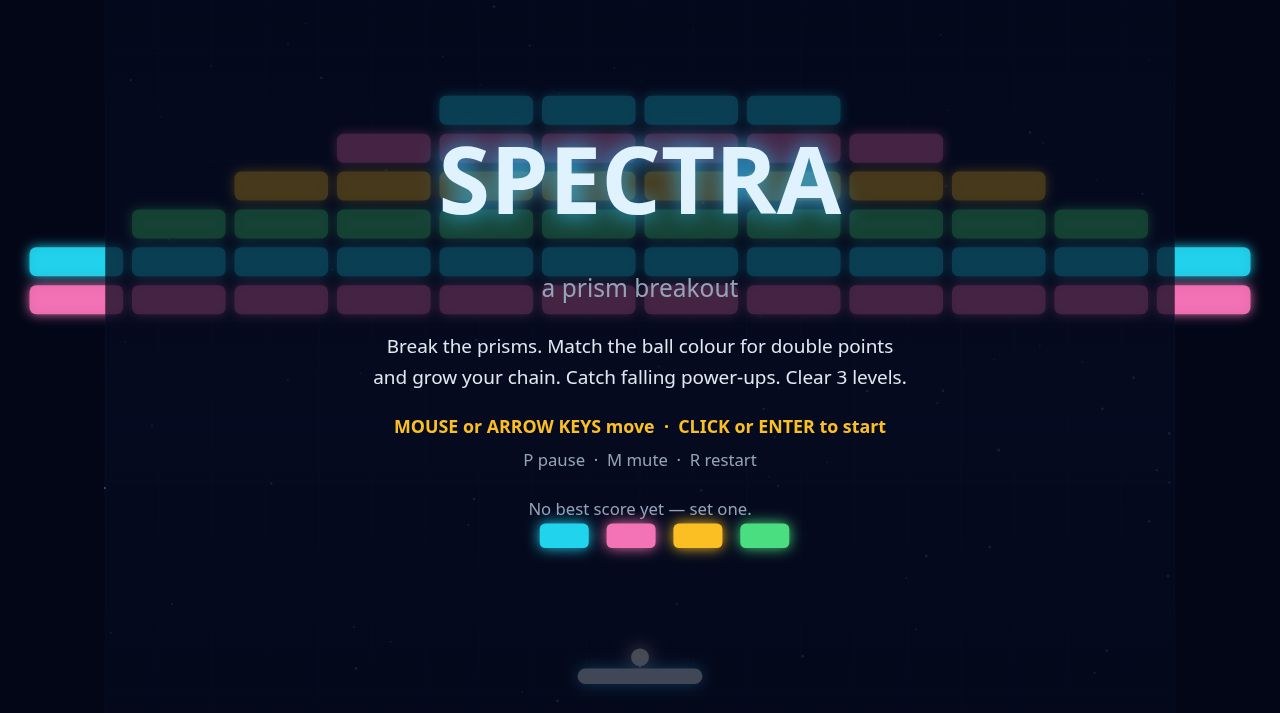 SPECTRA
a prism breakout
Break the prisms. Match the ball colour for double points
and grow your chain. Catch falling power-ups. Clear 3 levels.
MOUSE or ARROW KEYS move · CLICK or ENTER to start
P pause · M mute · R restart
No best score yet — set one.